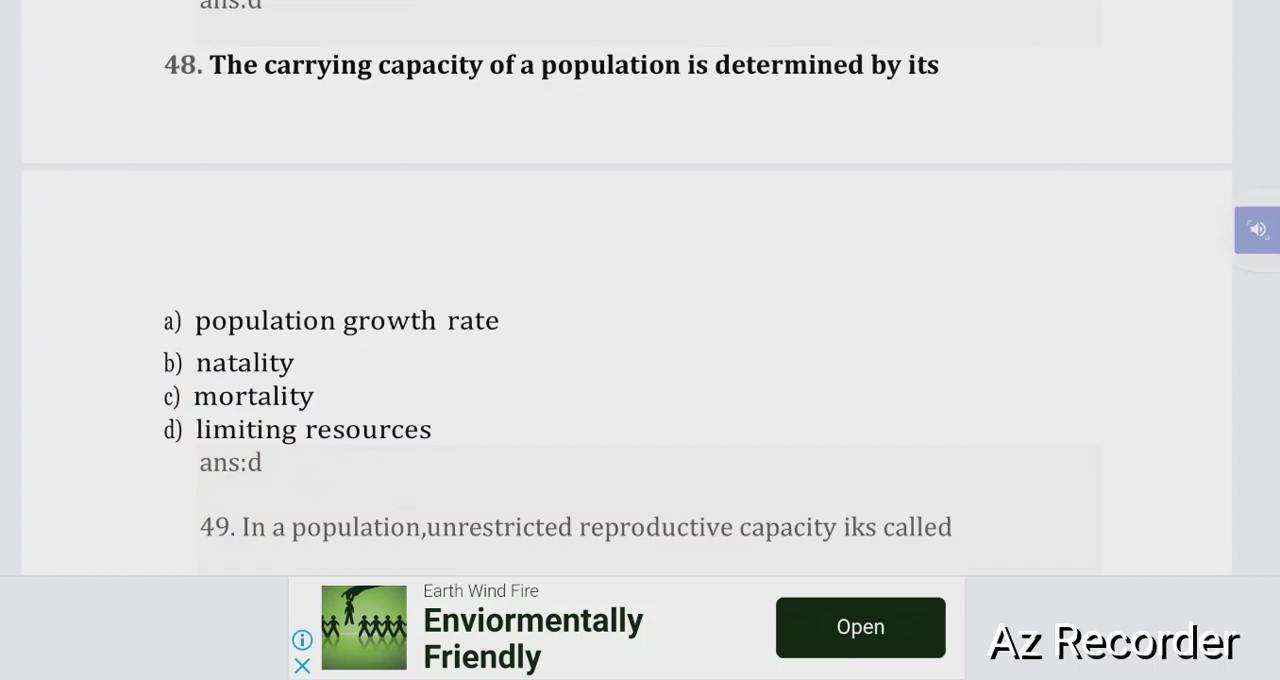 ans:d
48. The carrying capacity of a population is determined by its
a) population growth rate
b) natality
c) mortality
d) limiting resources
ans:d
49. In a population,unrestricted reproductive capacity iks called
Earth Wind Fire
Enviormentally
Friendly
Open
Az Recorder